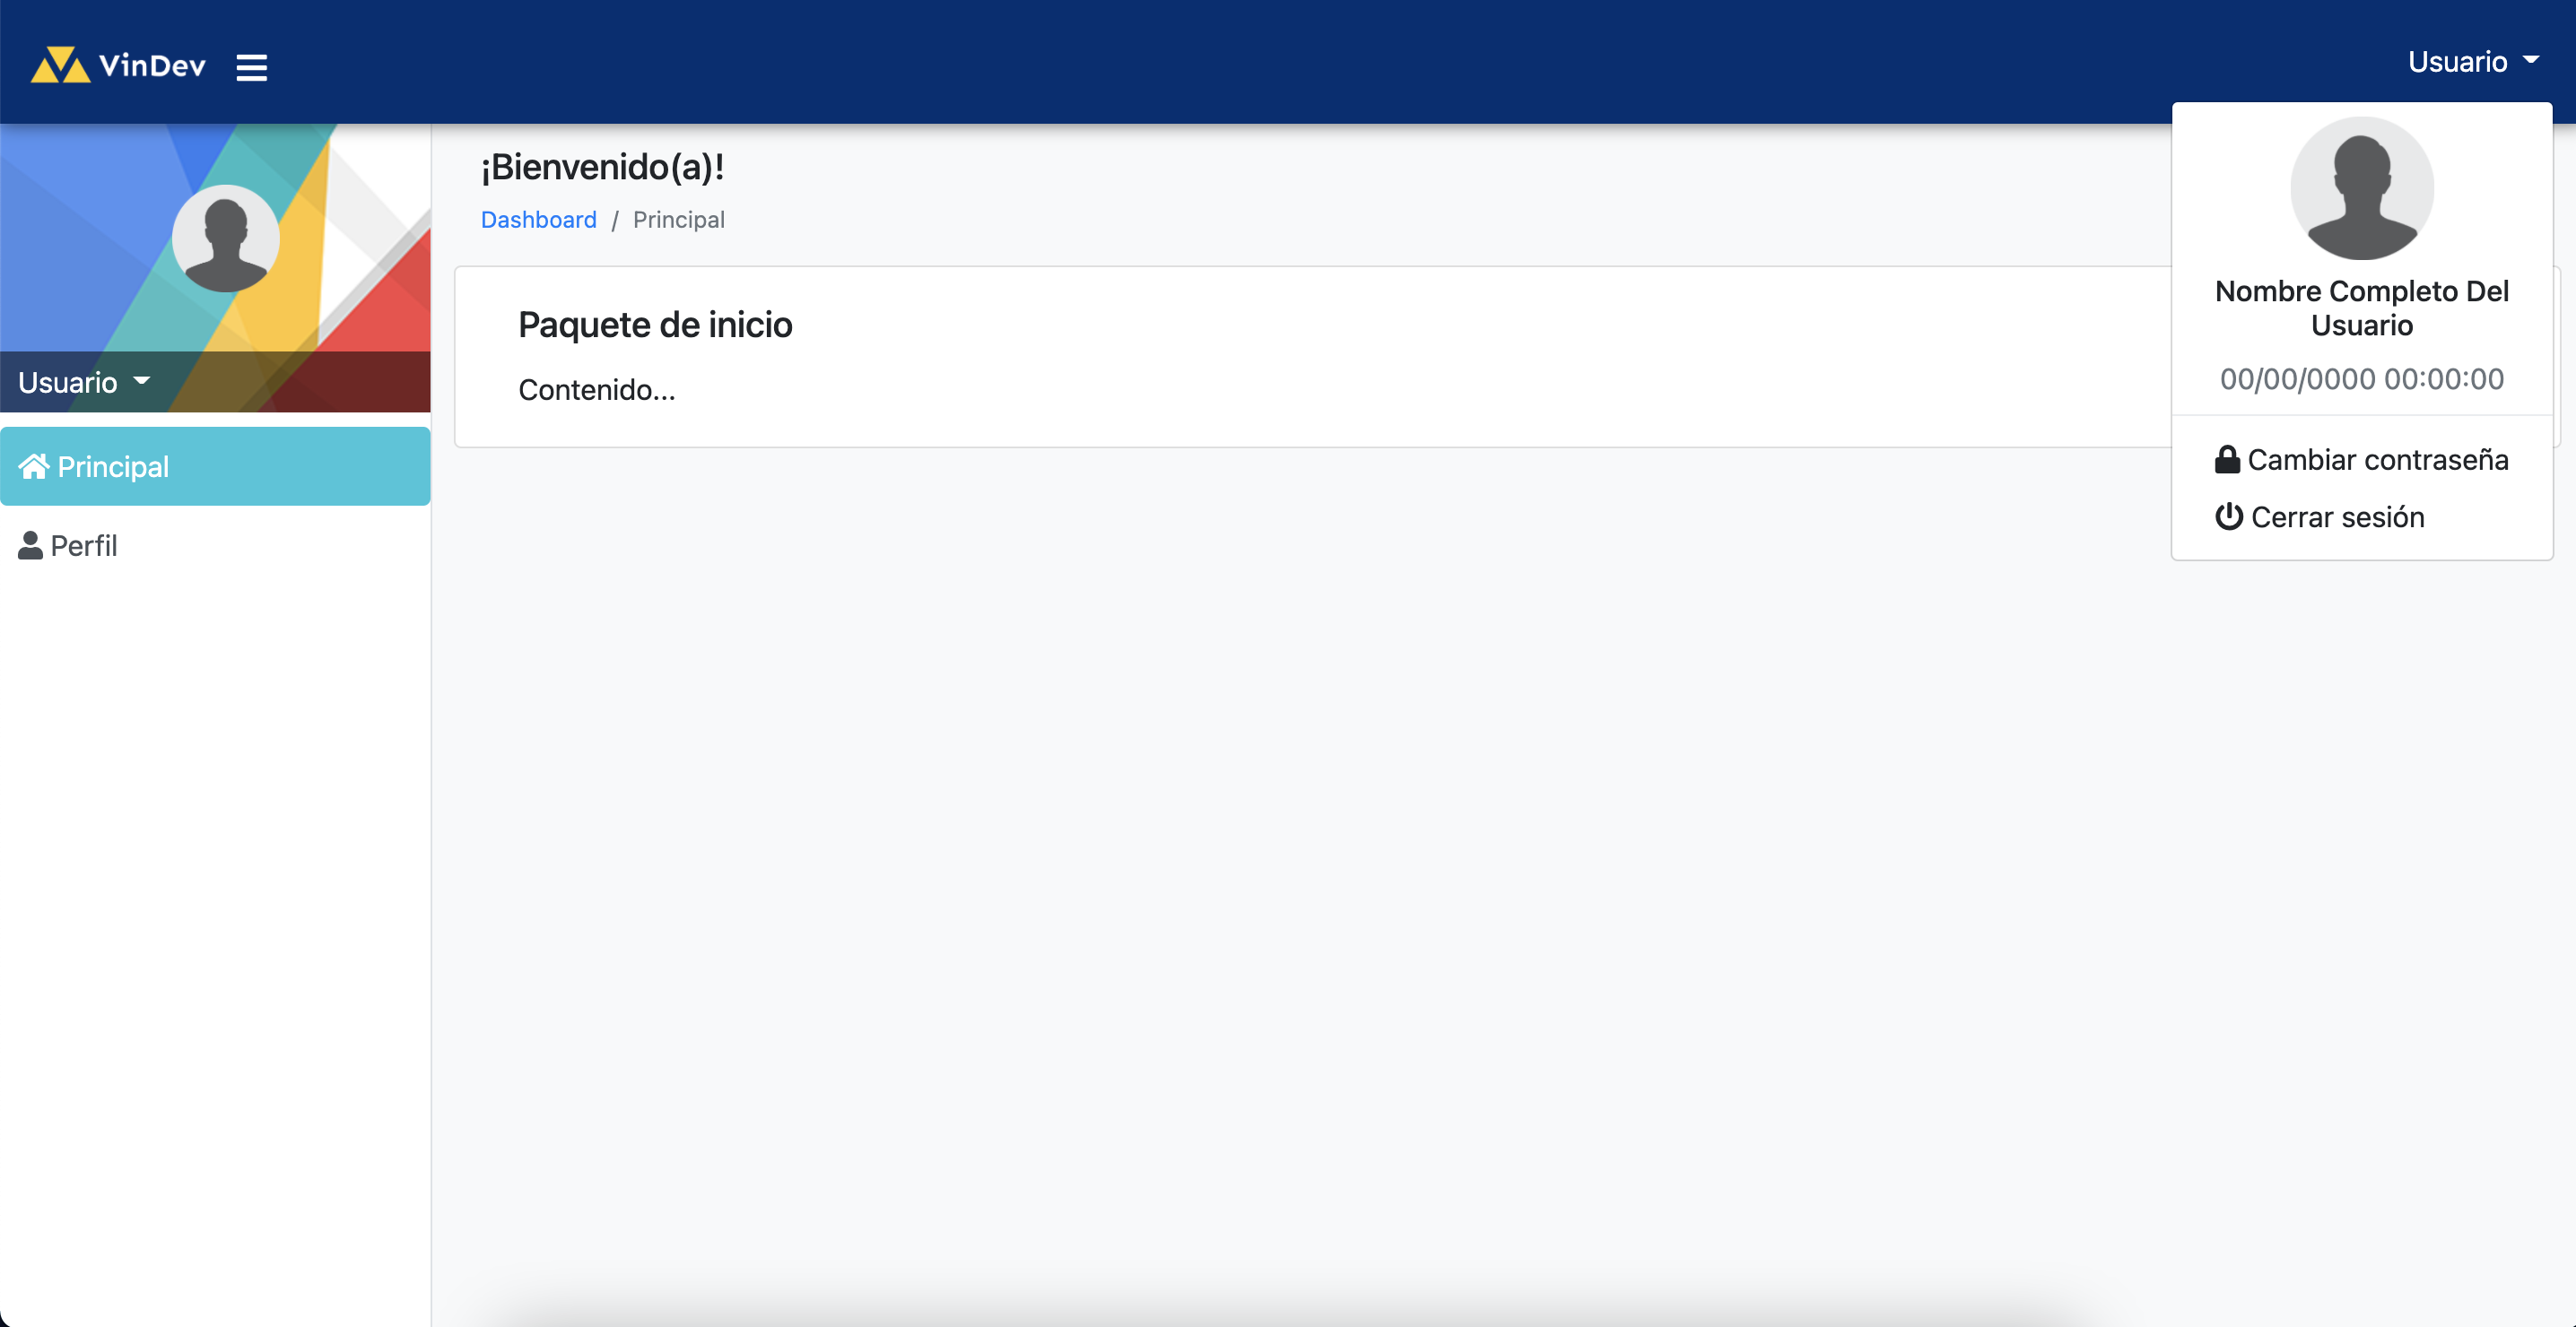 VinDev
Usuario
¡Bienvenido(a)!
Dashboard / Principal
Usuario
Principal
Perfil
Paquete de inicio
Contenido...
Nombre Completo Del
Usuario
00/00/0000 00:00:00
Cambiar contraseña
Cerrar sesión